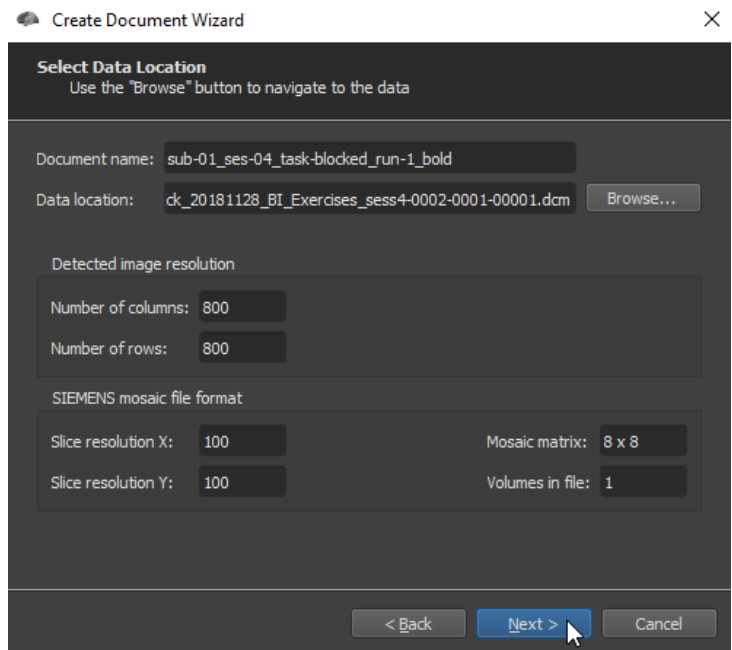 Create Document Wizard
Select Data Location
Use the "Browse" button to navigate to the data
Document name: sub-01_ses-04_task-blocked_run-1_bold
Data location: ck_20181128_BI_Exercises_sess4-0002-0001-00001.dcm Browse...
Detected image resolution
Number of columns: 800
Number of rows: 800
SIEMENS mosaic file format
Slice resolution X: 100 Mosaic matrix: 8 x 8
Slice resolution Y: 100 Volumes in file: 1
< Back Next > Cancel